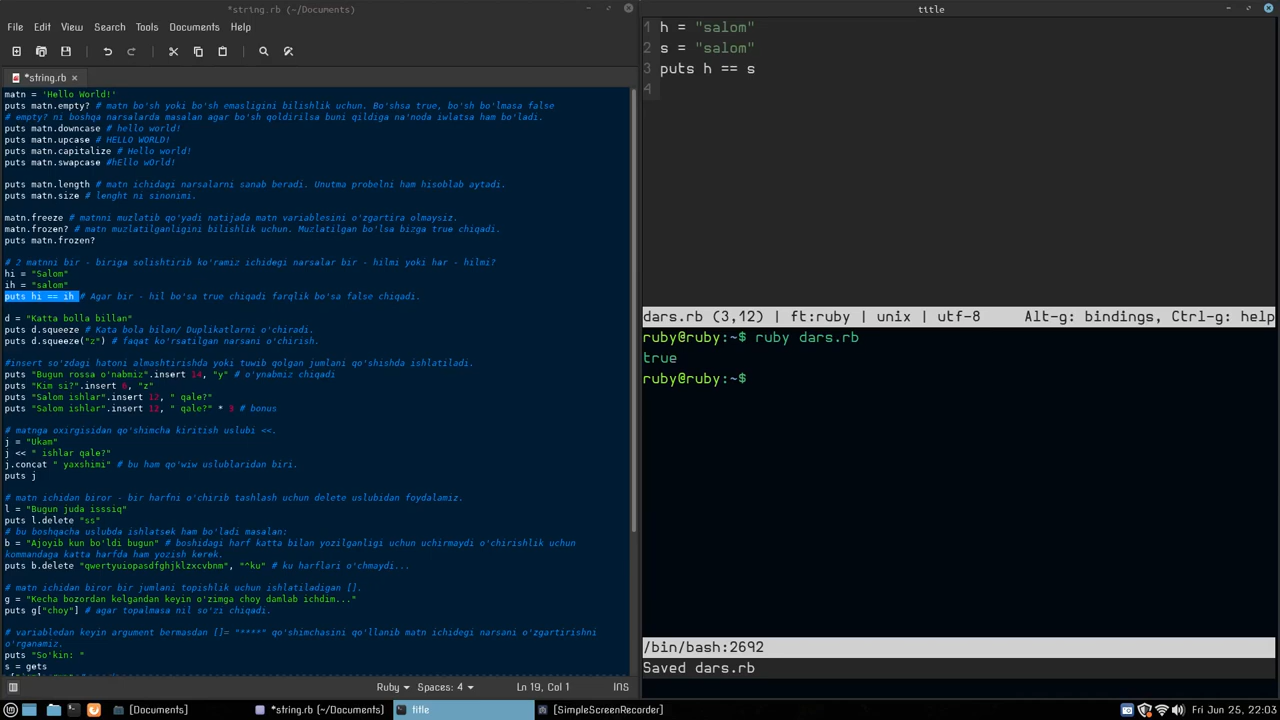 *string.rb (~/Documents)
File Edit View Search Tools Documents Help
*string.rb
matn = 'Hello World!'
puts matn.empty? # matn bo'sh yoki bo'sh emasligini bilishlik uchun. Bo'shsa true, bo'sh bo'lmasa false
# empty? ni boshqa narsalarda masalan agar bo'sh qoldirilsa buni qildiga na'noda iwlatsa ham bo'ladi.
puts matn.downcase # hello world!
puts matn.upcase # HELLO WORLD!
puts matn.capitalize # Hello world!
puts matn.swapcase #hEllo wOrld!
puts matn.length # matn ichidagi narsalarni sanab beradi. Unutma probelni ham hisoblab aytadi.
puts matn.size # lenght ni sinonimi.
matn.freeze # matnni muzlatib qo'yadi natijada matn variablesini o'zgartira olmaysiz.
matn.frozen? # matn muzlatilganligini bilishlik uchun. Muzlatilgan bo'lsa bizga true chiqadi.
puts matn.frozen?
# 2 matnni bir - biriga solishtirib ko'ramiz ichidegi narsalar bir - hilmi yoki har - hilmi?
hi = "Salom"
ih = "salom"
puts hi == ih # Agar bir - hil bo'sa true chiqadi farqlik bo'sa false chiqadi.
d = "Katta bolla billan"
puts d.squeeze # Kata bola bilan/ Duplikatlarni o'chiradi.
puts d.squeeze("z") # faqat ko'rsatilgan narsani o'chirish.
#insert so'zdagi hatoni almashtirishda yoki tuwib qolgan jumlani qo'shishda ishlatiladi.
puts "Bugun rossa o'nabmiz".insert 14, "y" # o'ynabmiz chiqadi
puts "Kim si?".insert 6, "z"
puts "Salom ishlar".insert 12, " qale?"
puts "Salom ishlar".insert 12, " qale?" * 3 # bonus
# matnga oxirgisidan qo'shimcha kiritish uslubi <<.
j = "Ukam"
j << " ishlar qale?"
j.concat " yaxshimi" # bu ham qo'wiw uslublaridan biri.
puts j
# matn ichidan biror - bir harfni o'chirib tashlash uchun delete uslubidan foydalamiz.
l = "Bugun juda isssiq"
puts l.delete "ss"
# bu boshqacha uslubda ishlatsek ham bo'ladi masalan:
b = "Ajoyib kun bo'ldi bugun" # boshidagi harf katta bilan yozilganligi uchun uchirmaydi o'chirishlik uchun
kommandaga katta harfda ham yozish kerek.
puts b.delete "qwertyuiopasdfghjklzxcvbnm", "^ku" # ku harflari o'chmaydi...
# matn ichidan biror bir jumlani topishlik uchun ishlatiladigan [].
g = "Kecha bozordan kelgandan keyin o'zimga choy damlab ichdim..."
puts g["choy"] # agar topalmasa nil so'zi chiqadi.
# variabledan keyin argument bermasdan []= "****" qo'shimchasini qo'llanib matn ichidegi narsani o'zgartirishni
o'rganamiz.
puts "So'kin: "
s = gets
Ruby Spaces: 4 Ln 19, Col 1 INS
title
1 h = "salom"
2 s = "salom"
3 puts h == s
4
dars.rb (3,12) | ft:ruby | unix | utf-8 Alt-g: bindings, Ctrl-g: help
ruby@ruby:~$ ruby dars.rb
true
ruby@ruby:~$
/bin/bash:2692
Saved dars.rb
[Documents] *string.rb (~/Documents) title [SimpleScreenRecorder] Fri Jun 25, 22:03